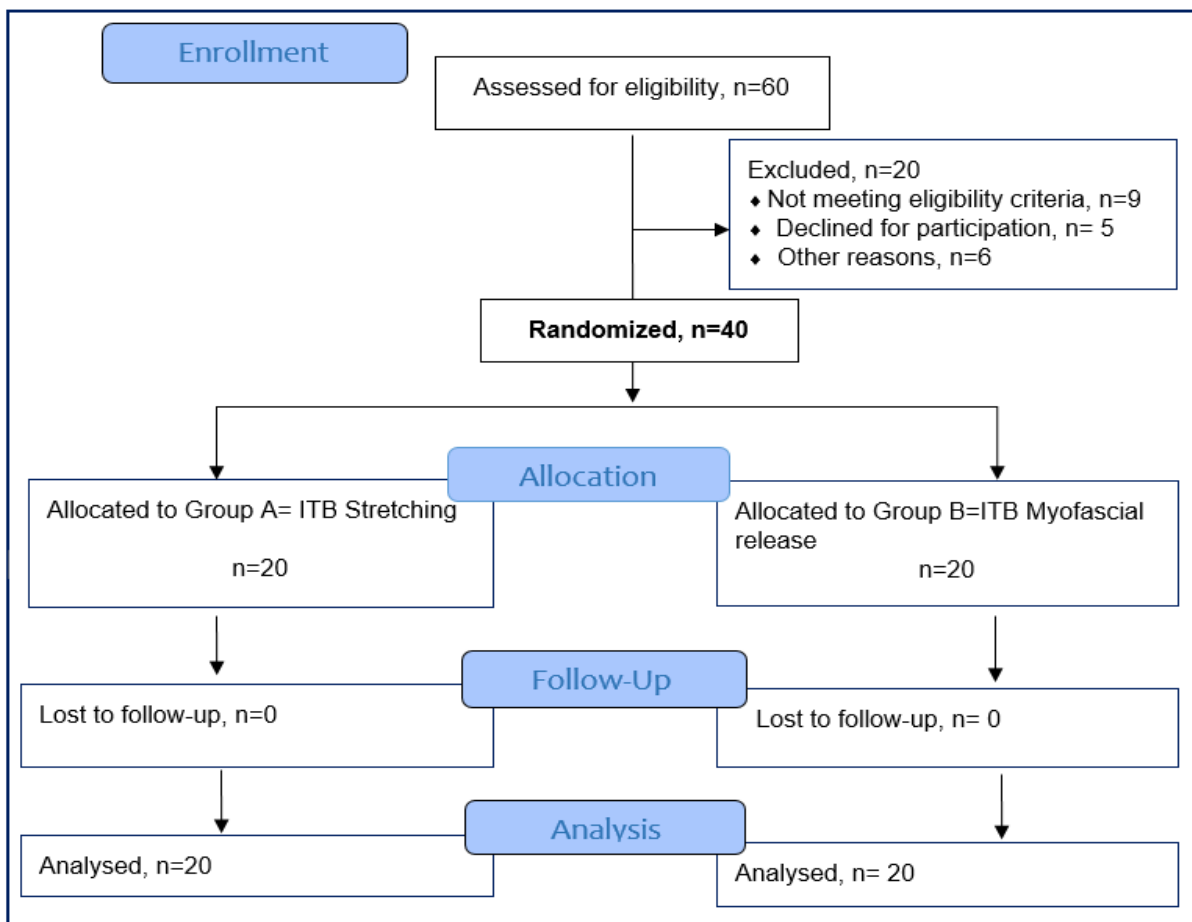 Enrollment
Assessed for eligibility, n=60
Excluded, n=20
♦ Not meeting eligibility criteria, n=9
♦ Declined for participation, n= 5
♦ Other reasons, n=6
Randomized, n=40
Allocation
Allocated to Group A= ITB Stretching
n=20
Allocated to Group B=ITB Myofascial
release
n=20
Follow-Up
Lost to follow-up, n=0
Lost to follow-up, n= 0
Analysis
Analysed, n=20
Analysed, n= 20